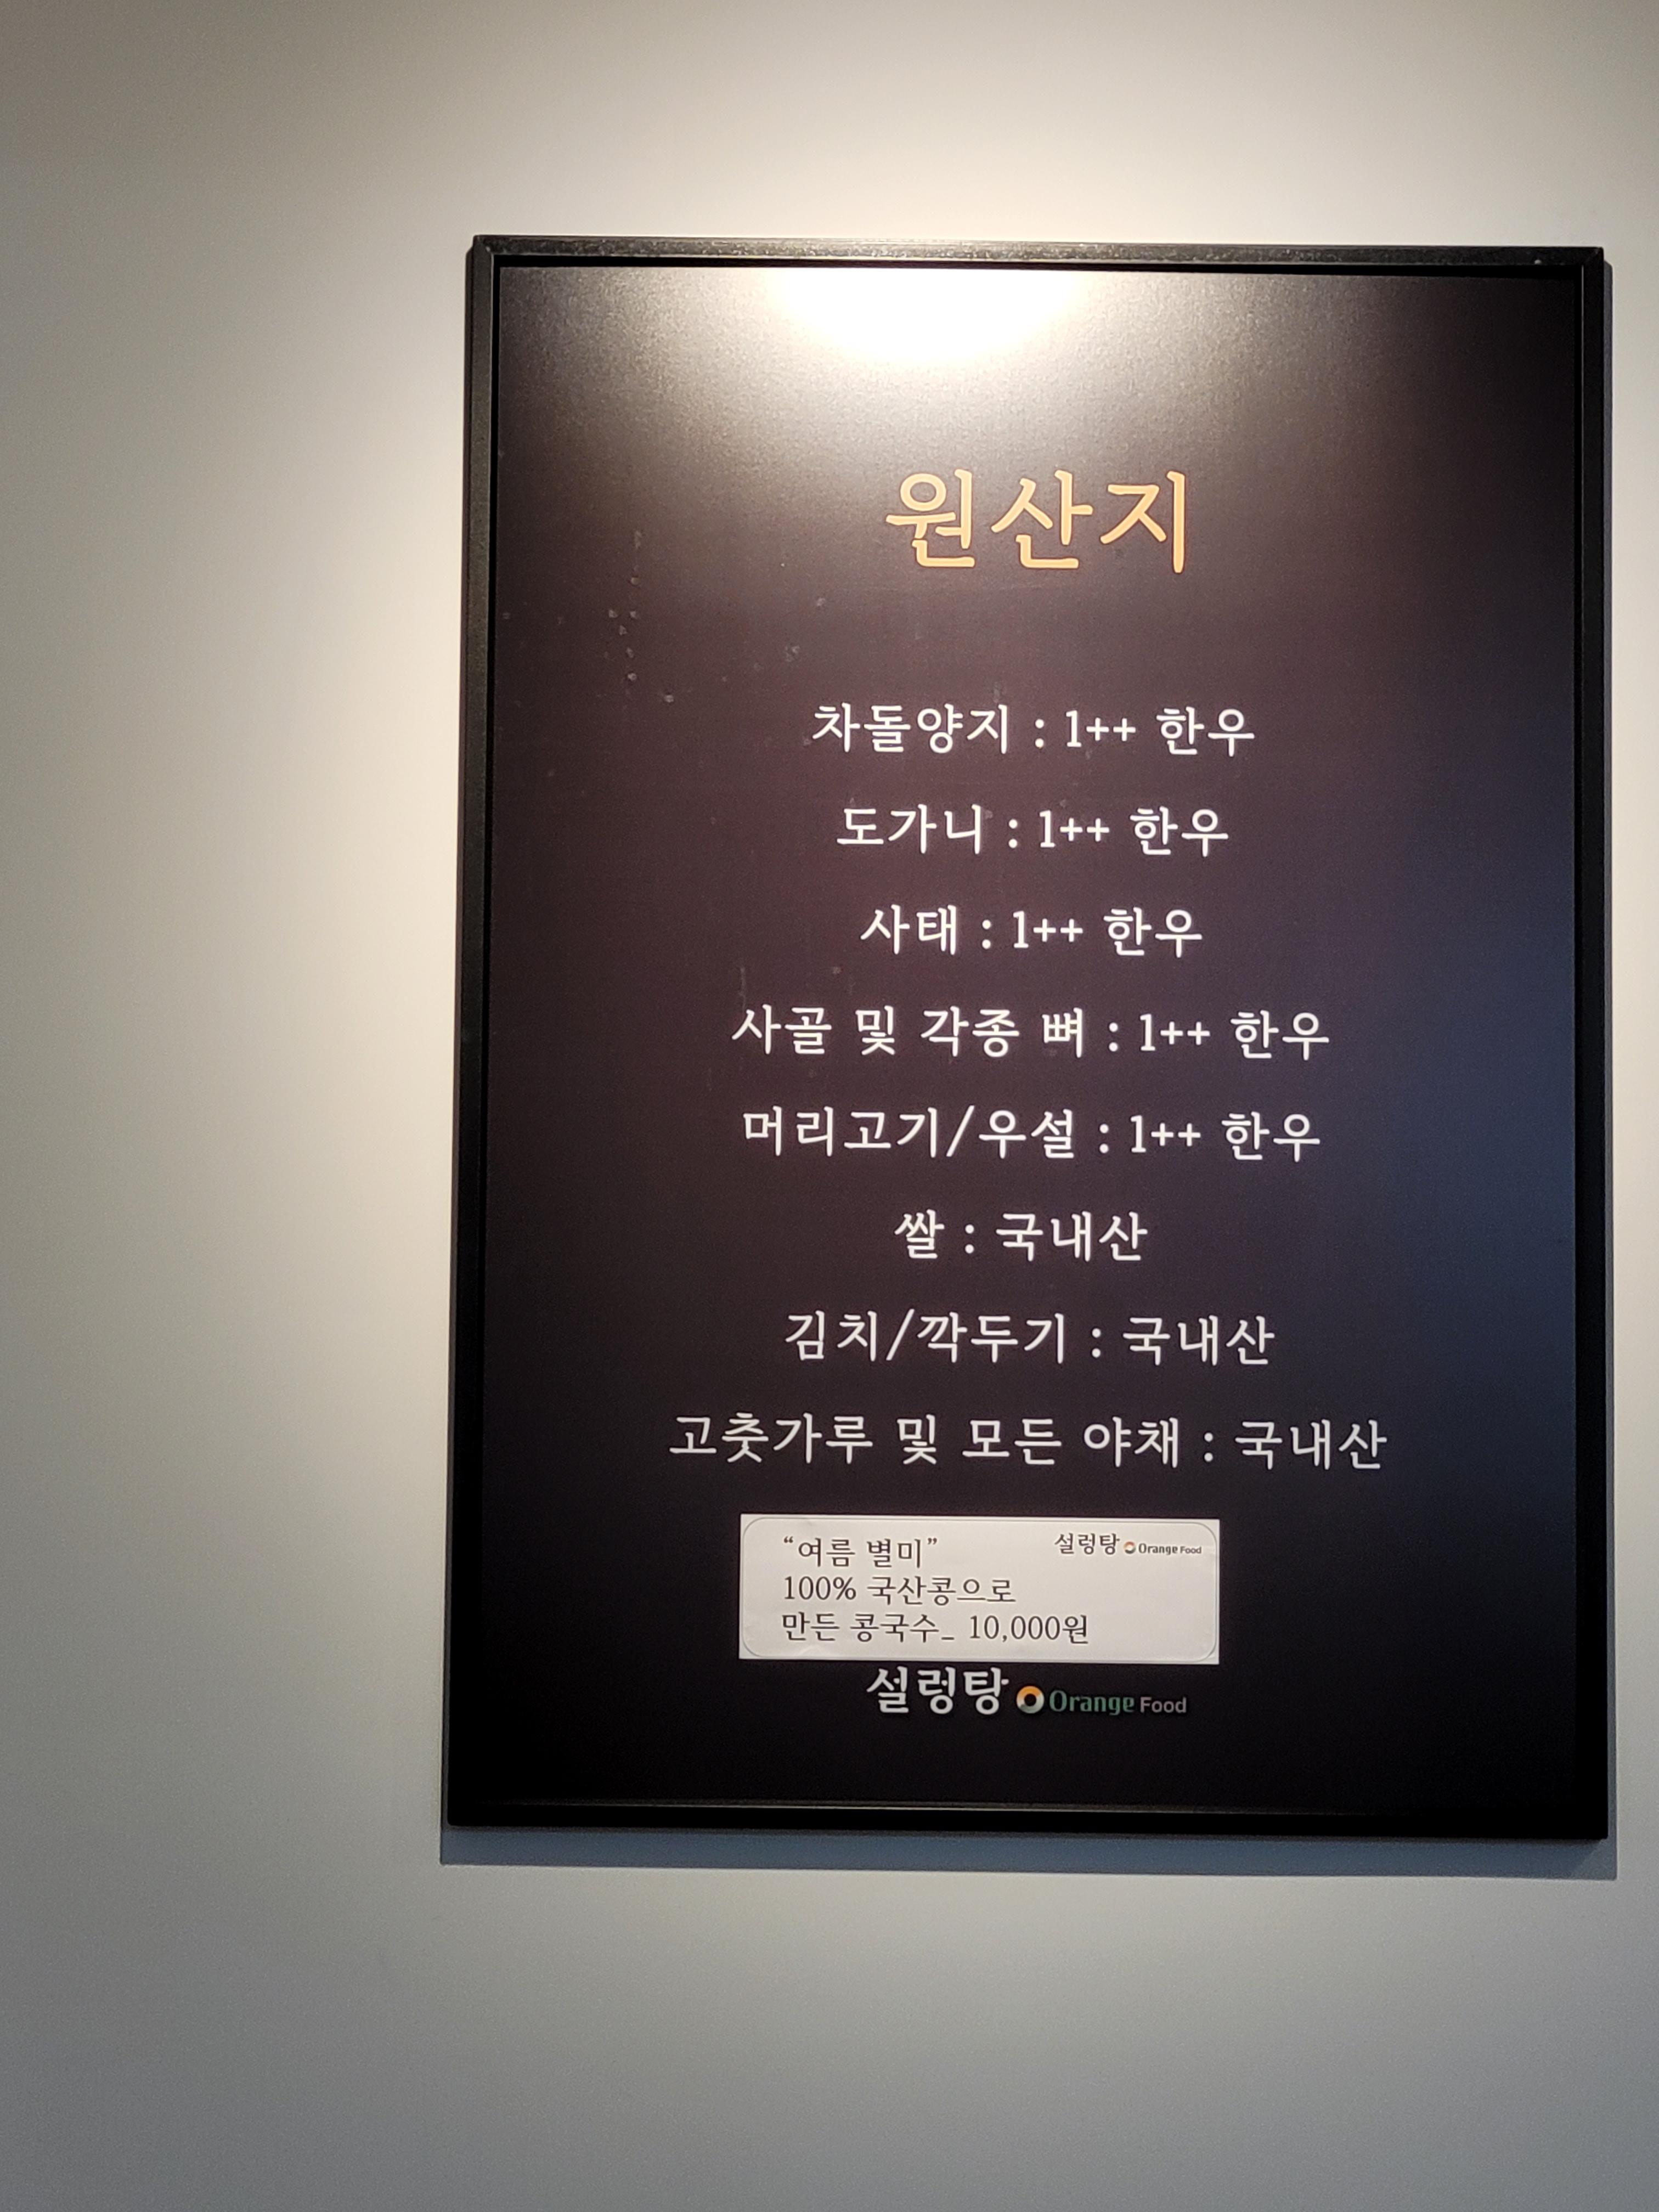 원산지
차돌양지 : 1++ 한우
도가니 : 1++ 한우
사태 : 1++ 한우
사골 및 각종 뼈 : 1++ 한우
머리고기/우설 : 1++ 한우
쌀 : 국내산
김치/깍두기 : 국내산
고춧가루 및 모든 야채 : 국내산
“여름 별미” 설렁탕 Orange Food
100% 국산콩으로
만든 콩국수_ 10,000원
설렁탕 Orange Food